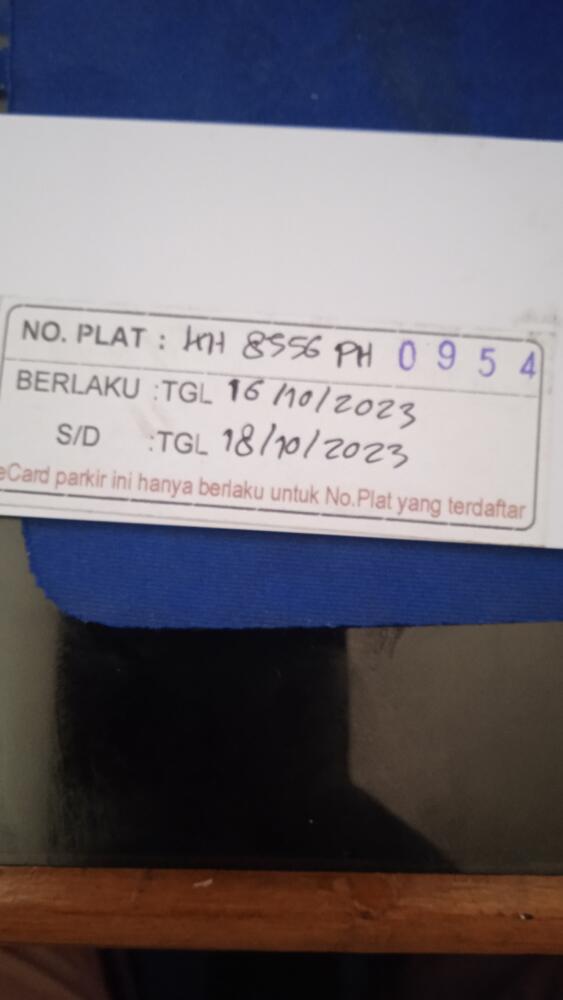 NO. PLAT : KH 8556 PH 0954
BERLAKU :TGL 16/10/2023
S/D :TGL 18/10/2023
eCard parkir ini hanya berlaku untuk No.Plat yang terdaftar